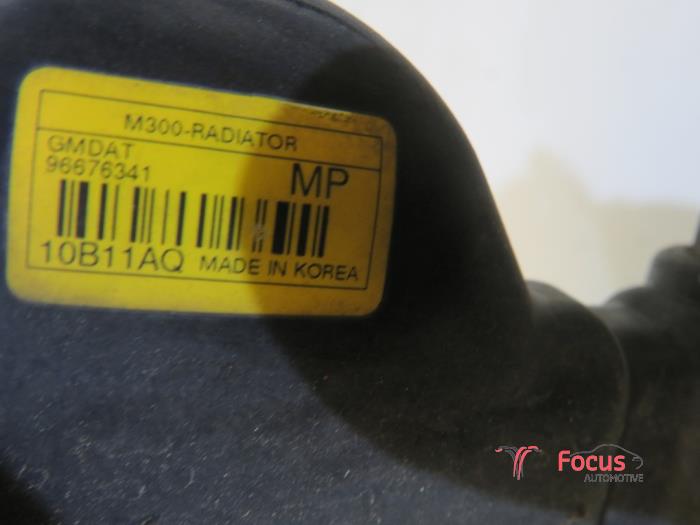 M300-RADIATOR
GMDAT
96676341
MP
10B11AQ MADE IN KOREA
Focus
AUTOMOTIVE